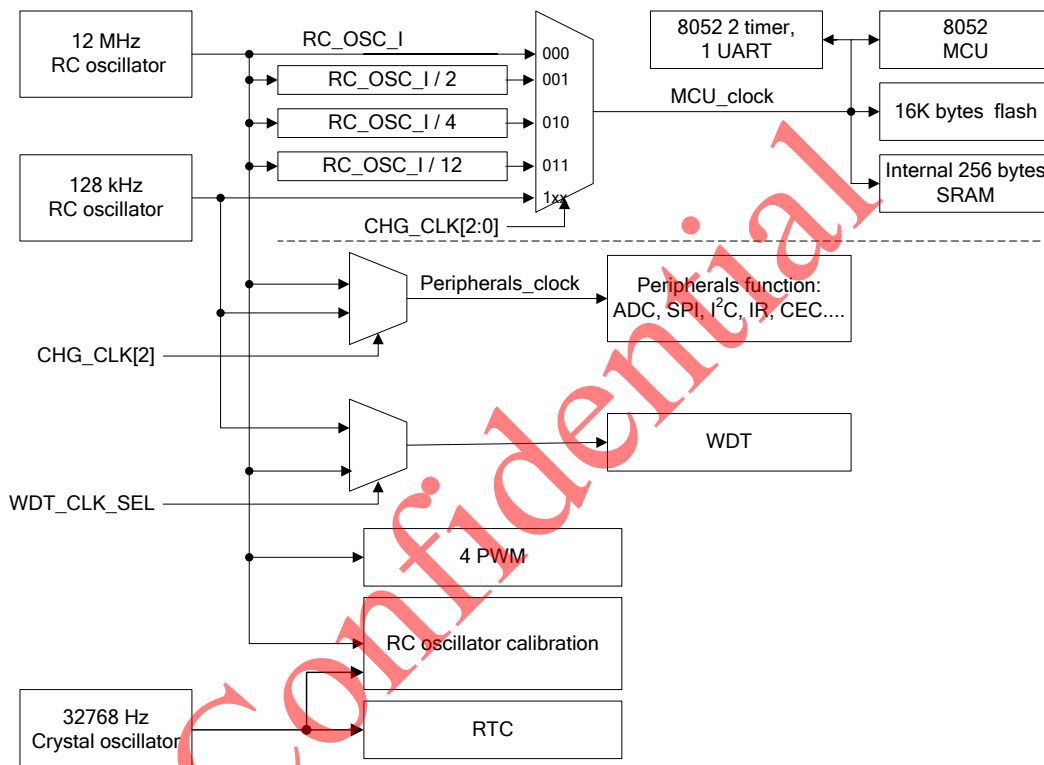 12 MHz
RC oscillator
RC_OSC_I
RC_OSC_I / 2
RC_OSC_I / 4
RC_OSC_I / 12
000
001
010
011
1xx
CHG_CLK[2:0]
MCU_clock
8052 2 timer,
1 UART
8052
MCU
16K bytes flash
Internal 256 bytes
SRAM
128 kHz
RC oscillator
Peripherals_clock
Peripherals function:
ADC, SPI, I²C, IR, CEC....
CHG_CLK[2]
WDT
WDT_CLK_SEL
4 PWM
RC oscillator calibration
32768 Hz
Crystal oscillator
RTC
Confidential